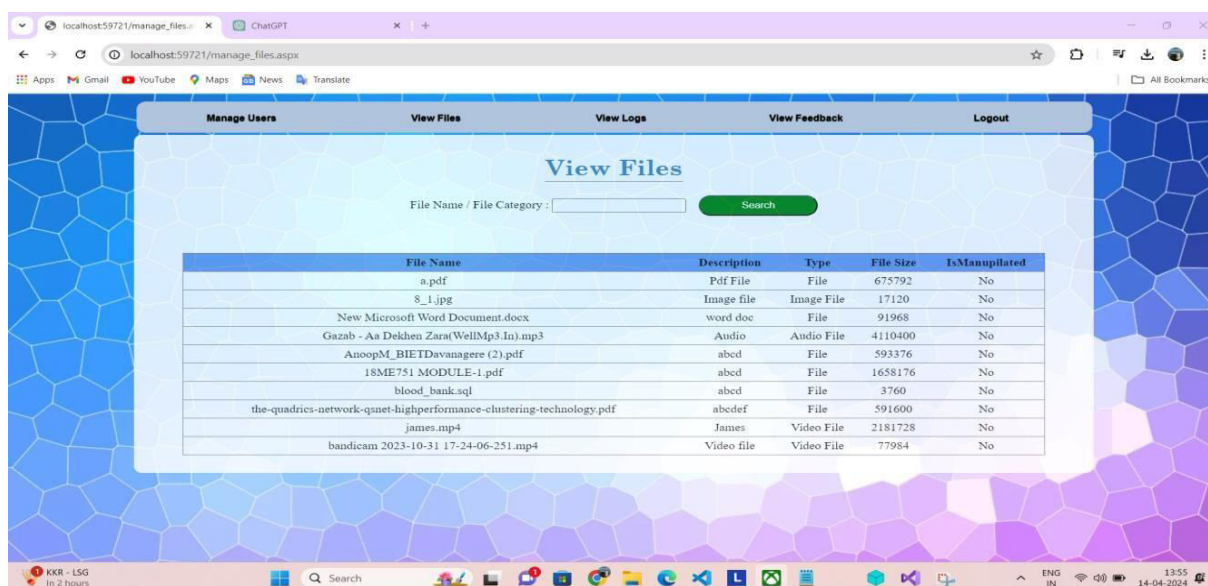 localhost:59721/manage_files.a ChatGPT
localhost:59721/manage_files.aspx
Apps Gmail YouTube Maps News Translate All Bookmarks
Manage Users View Files View Logs View Feedback Logout
View Files
File Name / File Category : Search
File Name Description Type File Size IsManupilated
a.pdf Pdf File File 675792 No
8_1.jpg Image file Image File 17120 No
New Microsoft Word Document.docx word doc File 91968 No
Gazab - Aa Dekhen Zara(WellMp3.In).mp3 Audio Audio File 4110400 No
AnoopM_BIETDavanagere (2).pdf abcd File 593376 No
18ME751 MODULE-1.pdf abcd File 1658176 No
blood_bank.sql abcd File 3760 No
the-quadrics-network-qsnet-highperformance-clustering-technology.pdf abcdef File 591600 No
james.mp4 James Video File 2181728 No
bandicam 2023-10-31 17-24-06-251.mp4 Video file Video File 77984 No
KKR - LSG Search ENG 13:55
In 2 hours IN 14-04-2024